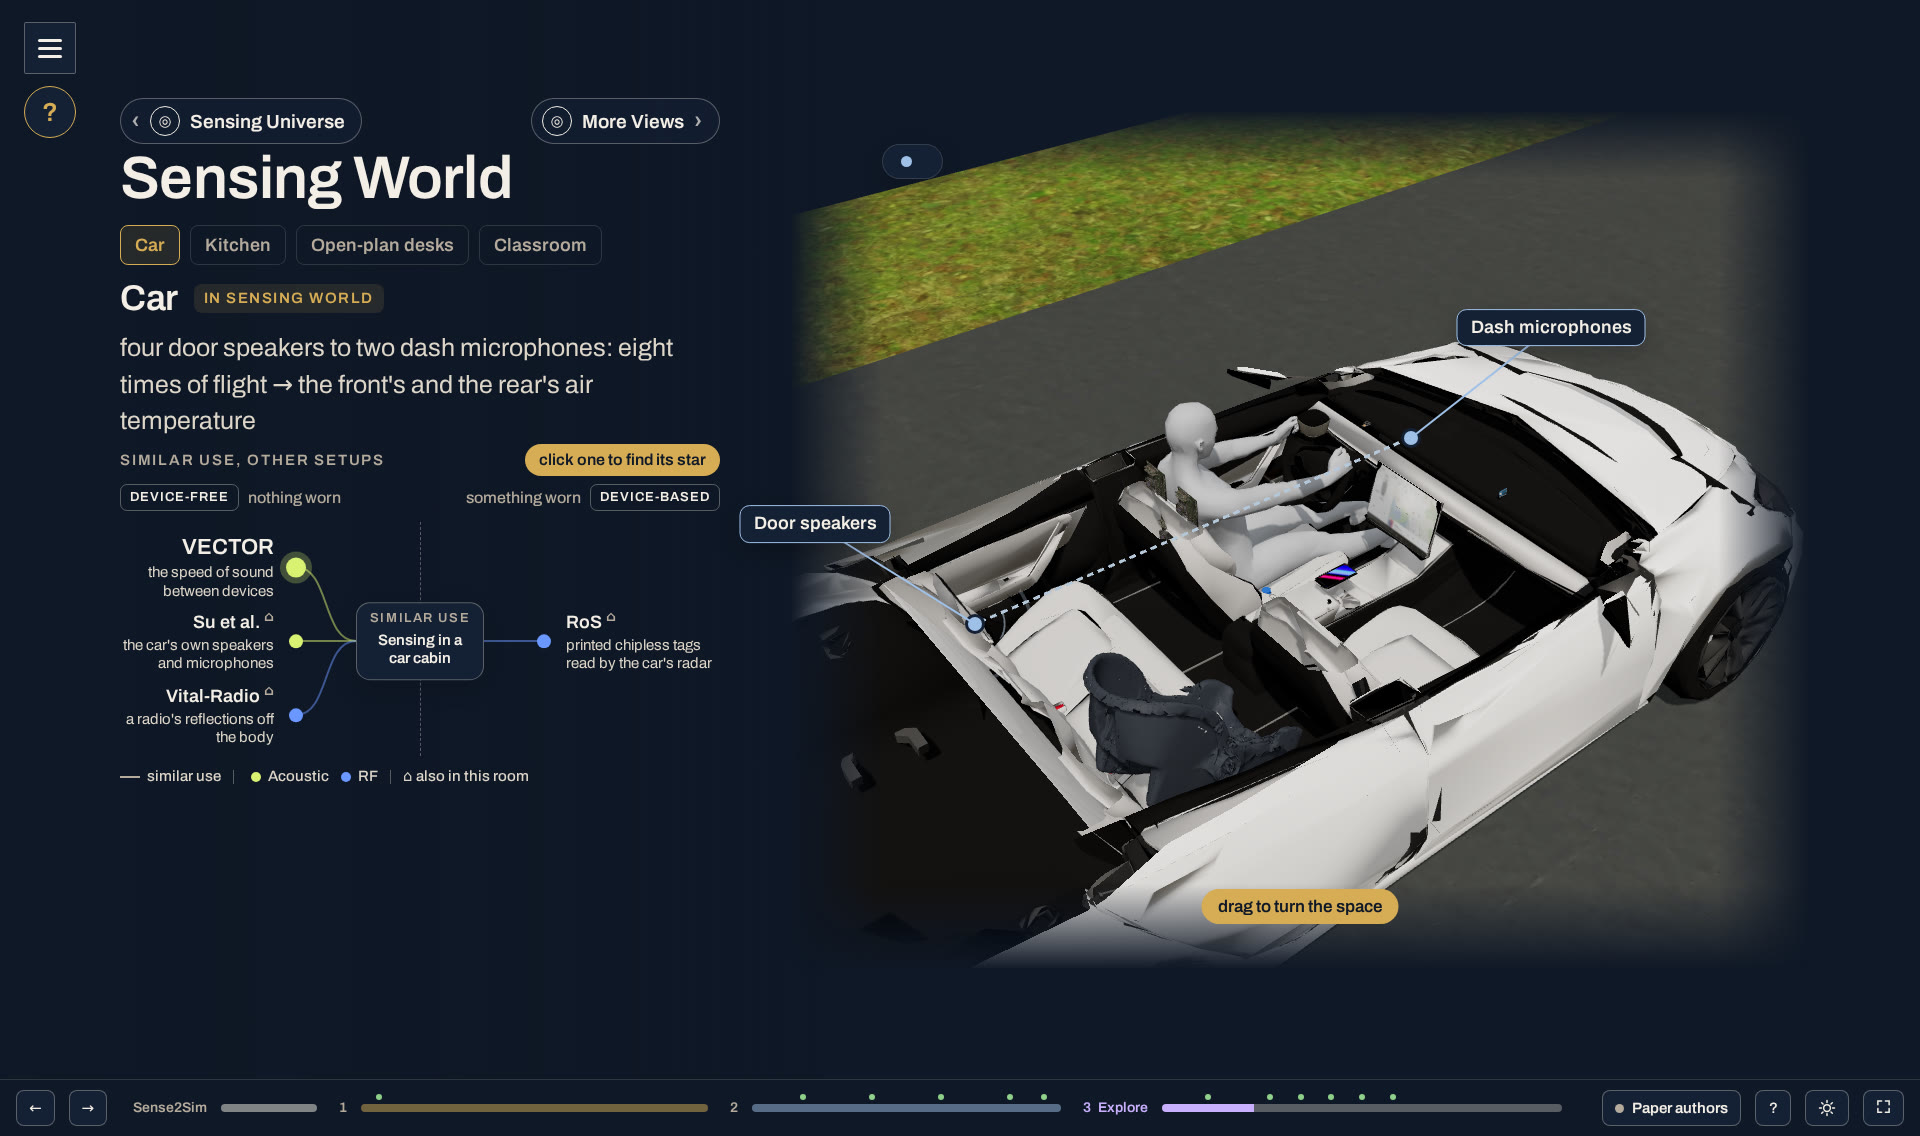 ?
‹ ◎ Sensing Universe
◎ More Views ›
Sensing World
Car
Kitchen
Open-plan desks
Classroom
Car
IN SENSING WORLD
four door speakers to two dash microphones: eight
times of flight → the front's and the rear's air
temperature
SIMILAR USE, OTHER SETUPS
click one to find its star
DEVICE-FREE nothing worn
something worn DEVICE-BASED
VECTOR
the speed of sound
between devices
Su et al. ⌂
the car's own speakers
and microphones
Vital-Radio ⌂
a radio's reflections off
the body
SIMILAR USE
Sensing in a
car cabin
RoS ⌂
printed chipless tags
read by the car's radar
similar use
Acoustic
RF
⌂ also in this room
Dash microphones
Door speakers
drag to turn the space
← →
Sense2Sim
1
2
3 Explore
Paper authors
?